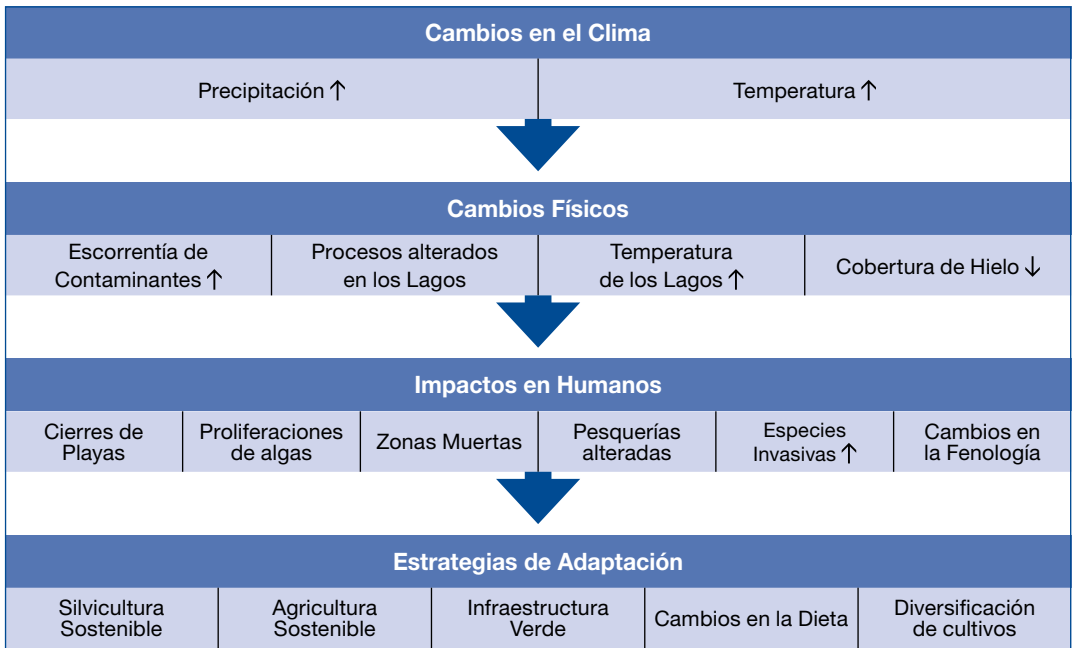 Cambios en el Clima
Precipitación ↑
Temperatura ↑
Cambios Físicos
Escorrentía de
Contaminantes ↑
Procesos alterados
en los Lagos
Temperatura
de los Lagos ↑
Cobertura de Hielo ↓
Impactos en Humanos
Cierres de
Playas
Proliferaciones
de algas
Zonas Muertas
Pesquerías
alteradas
Especies
Invasivas ↑
Cambios en
la Fenología
Estrategias de Adaptación
Silvicultura
Sostenible
Agricultura
Sostenible
Infraestructura
Verde
Cambios en la Dieta
Diversificación
de cultivos